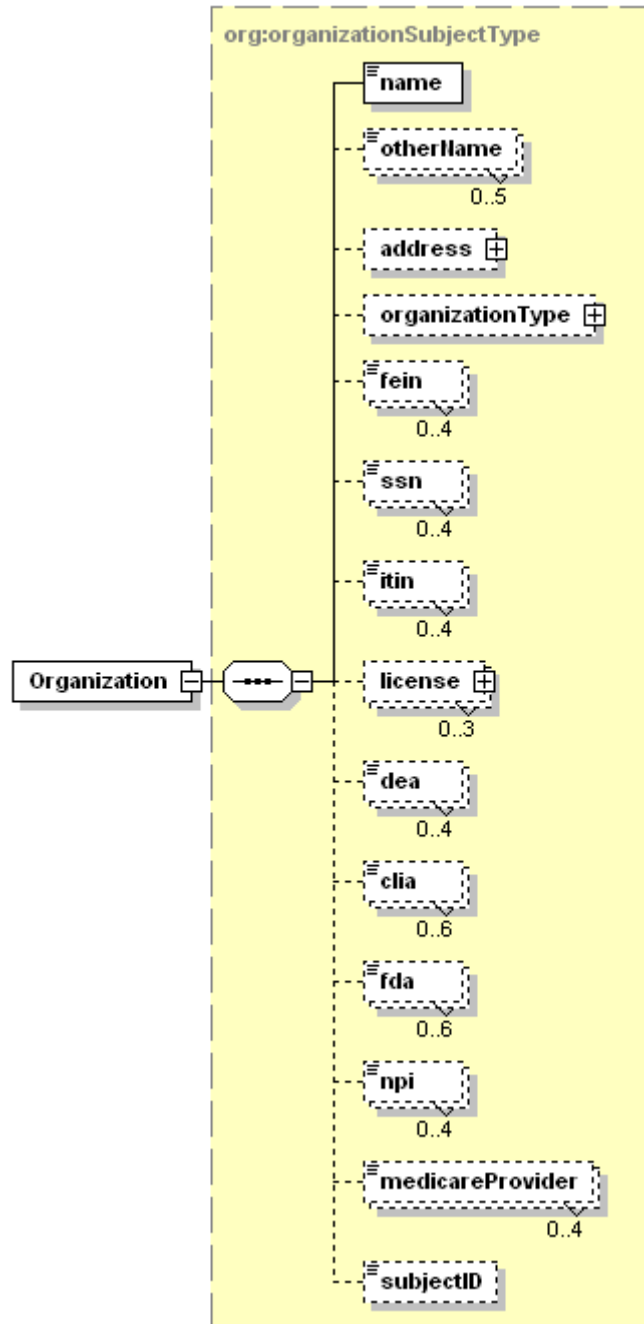 org:organizationSubjectType
name
otherName
0..5
address
organizationType
fein
0..4
ssn
0..4
itin
0..4
Organization
license
0..3
dea
0..4
clia
0..6
fda
0..6
npi
0..4
medicareProvider
0..4
subjectID